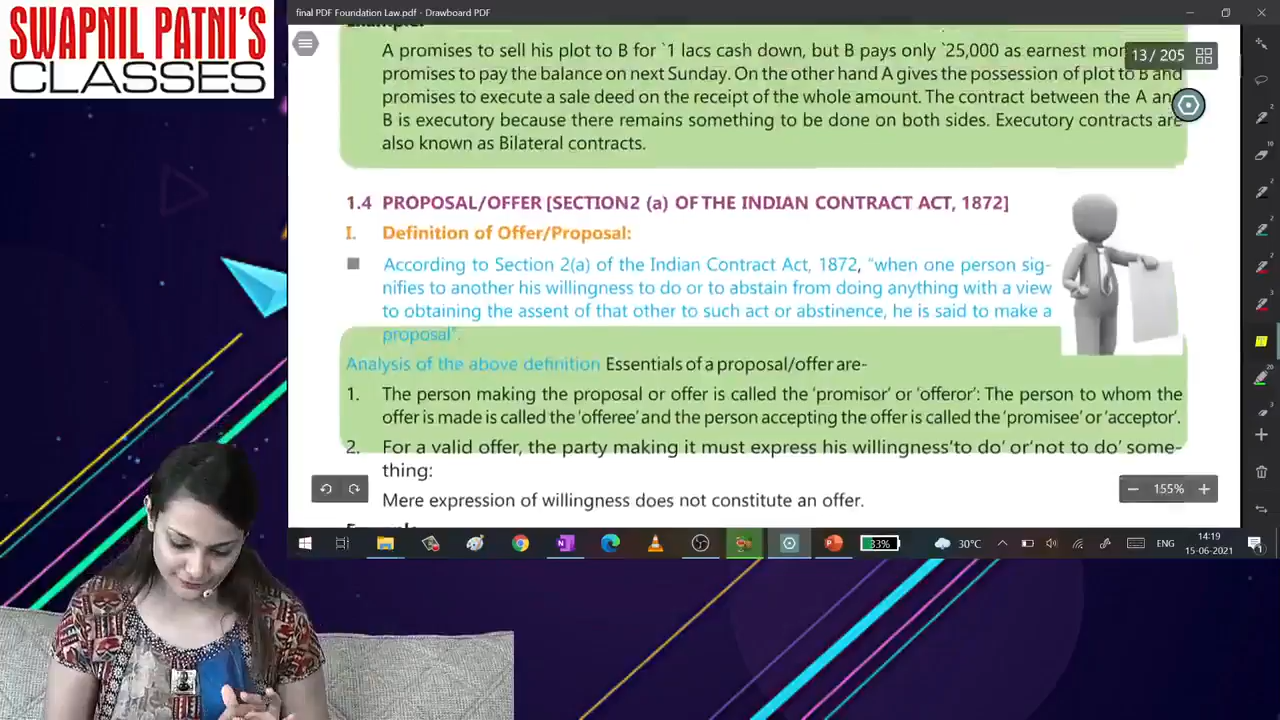 SWAPNIL PATNI'S
CLASSES
final PDF Foundation Law.pdf - Drawboard PDF
13 / 205
A promises to sell his plot to B for `1 lacs cash down, but B pays only `25,000 as earnest
promises to pay the balance on next Sunday. On the other hand A gives the possession of plot to B and
promises to execute a sale deed on the receipt of the whole amount. The contract between the A
B is executory because there remains something to be done on both sides. Executory contracts are
also known as Bilateral contracts.
1.4 PROPOSAL/OFFER [SECTION2 (a) OF THE INDIAN CONTRACT ACT, 1872]
I. Definition of Offer/Proposal:
According to Section 2(a) of the Indian Contract Act, 1872, “when one person sig-
nifies to another his willingness to do or to abstain from doing anything with a view
to obtaining the assent of that other to such act or abstinence, he is said to make a
proposal”.
Analysis of the above definition Essentials of a proposal/offer are-
1. The person making the proposal or offer is called the ‘promisor’ or ‘offeror’: The person to whom the
offer is made is called the ‘offeree’ and the person accepting the offer is called the ‘promisee’ or ‘acceptor’.
2. For a valid offer, the party making it must express his willingness ‘to do’ or ‘not to do’ some-
thing:
Mere expression of willingness does not constitute an offer.
155%
83%
30°C
ENG
14:19
15-06-2021